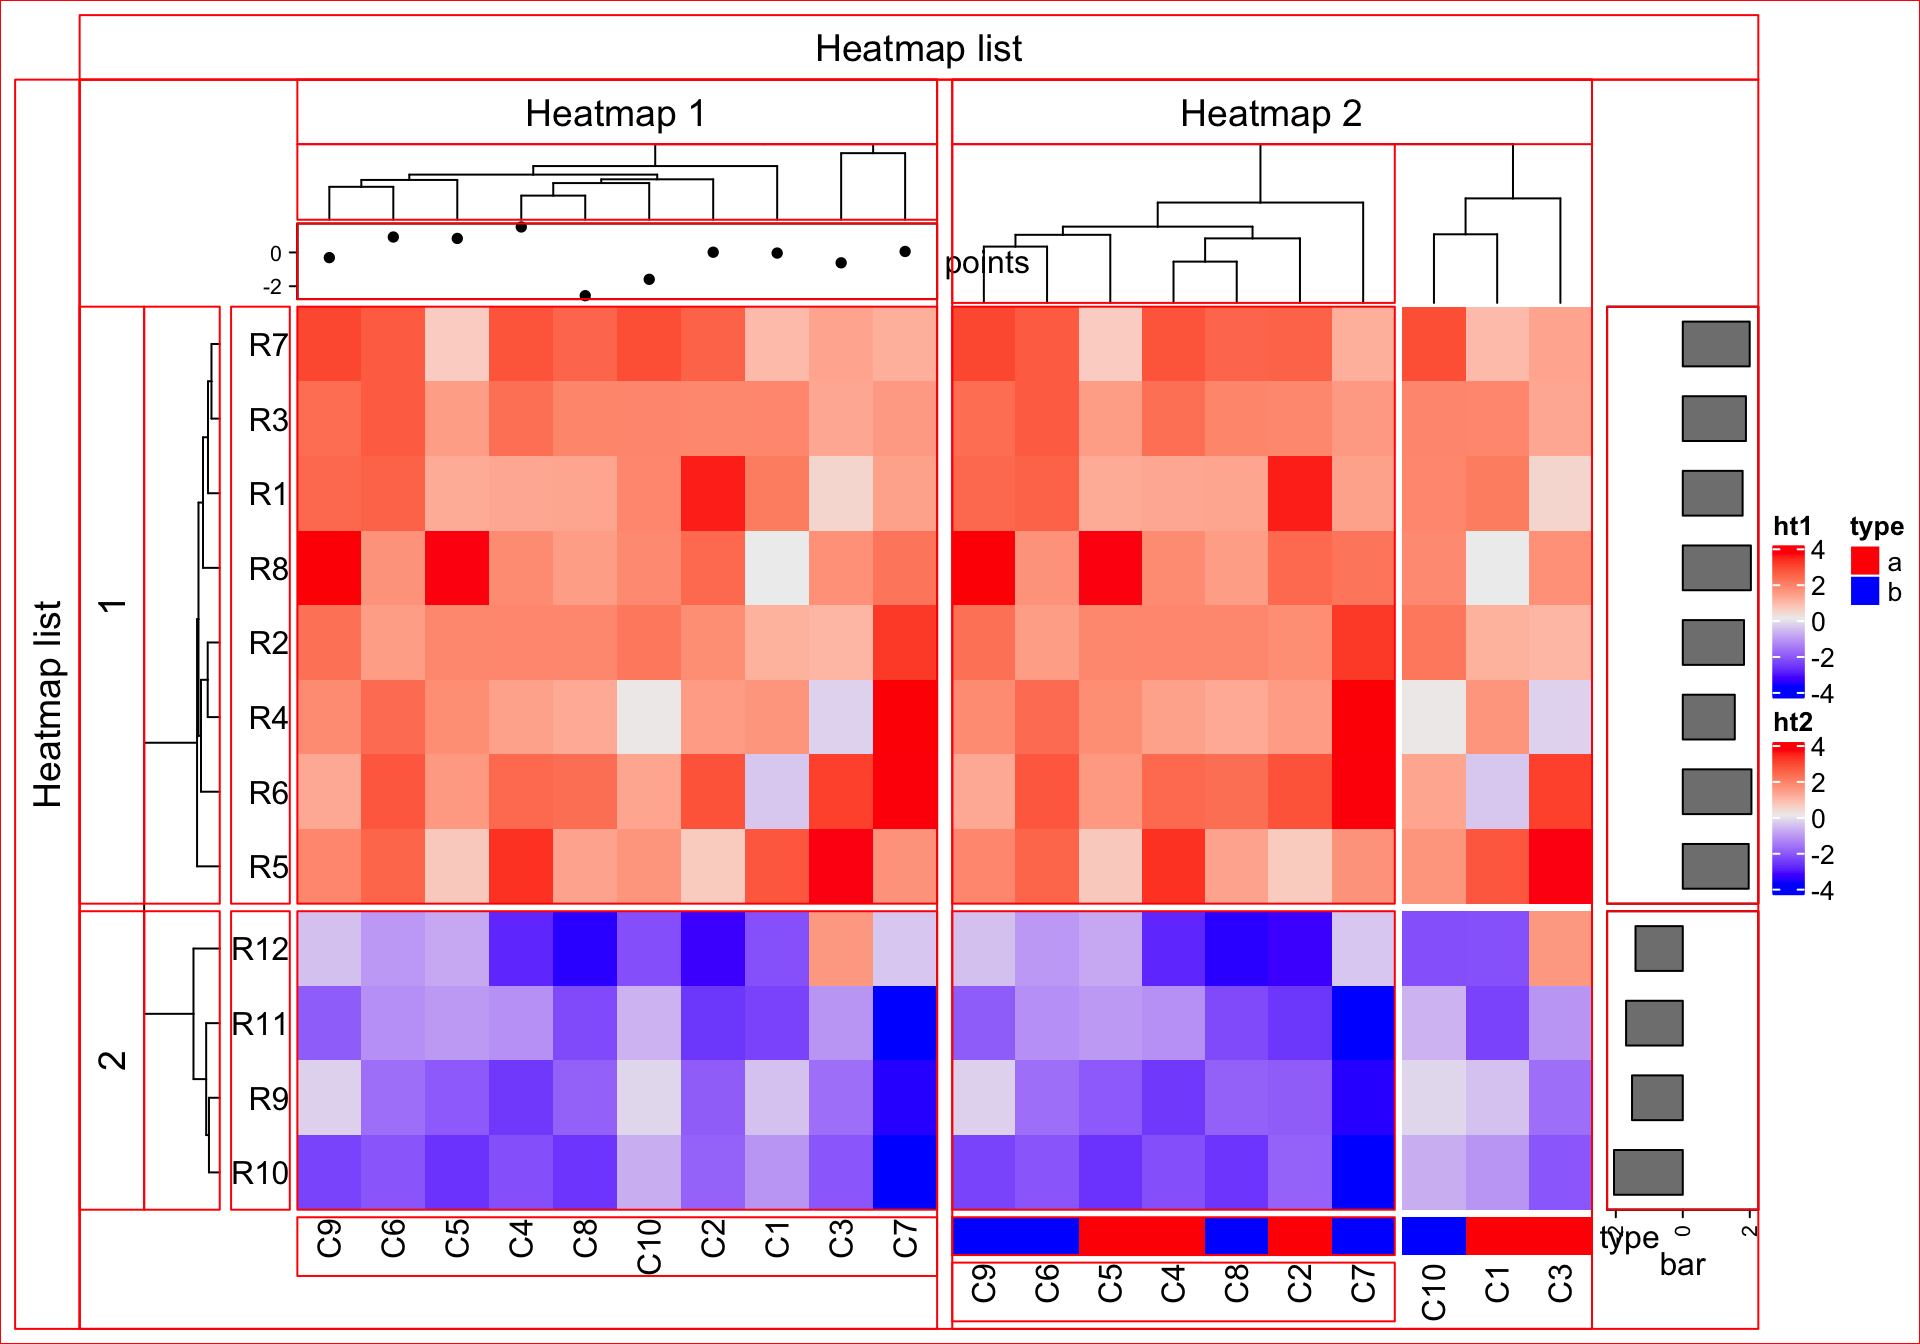 Heatmap list
Heatmap list
Heatmap 1
Heatmap 2
0
-2
points
1
2
R7
R3
R1
R8
R2
R4
R6
R5
R12
R11
R9
R10
C9 C6 C5 C4 C8 C10 C2 C1 C3 C7
C9 C6 C5 C4 C8 C2 C7 C10 C1 C3
type
-2 0 2
bar
ht1
4
2
0
-2
-4
type
a
b
ht2
4
2
0
-2
-4